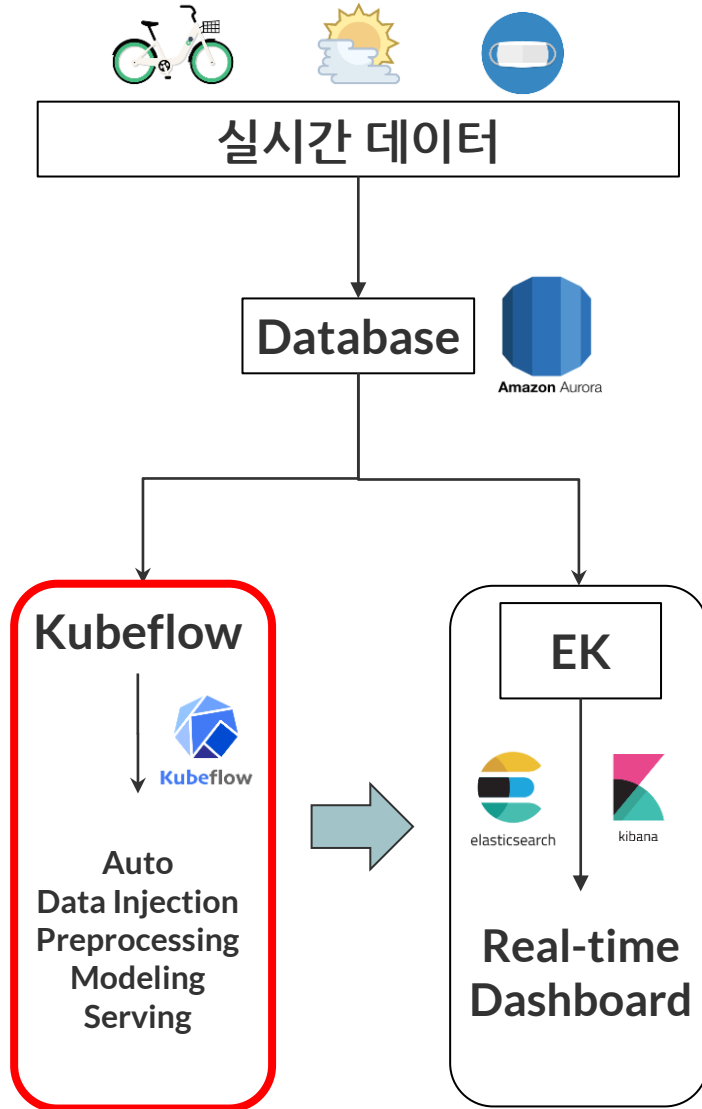 실시간 데이터
Database
Amazon Aurora
Kubeflow
Kubeflow
Auto
Data Injection
Preprocessing
Modeling
Serving
EK
elasticsearch
kibana
Real-time
Dashboard